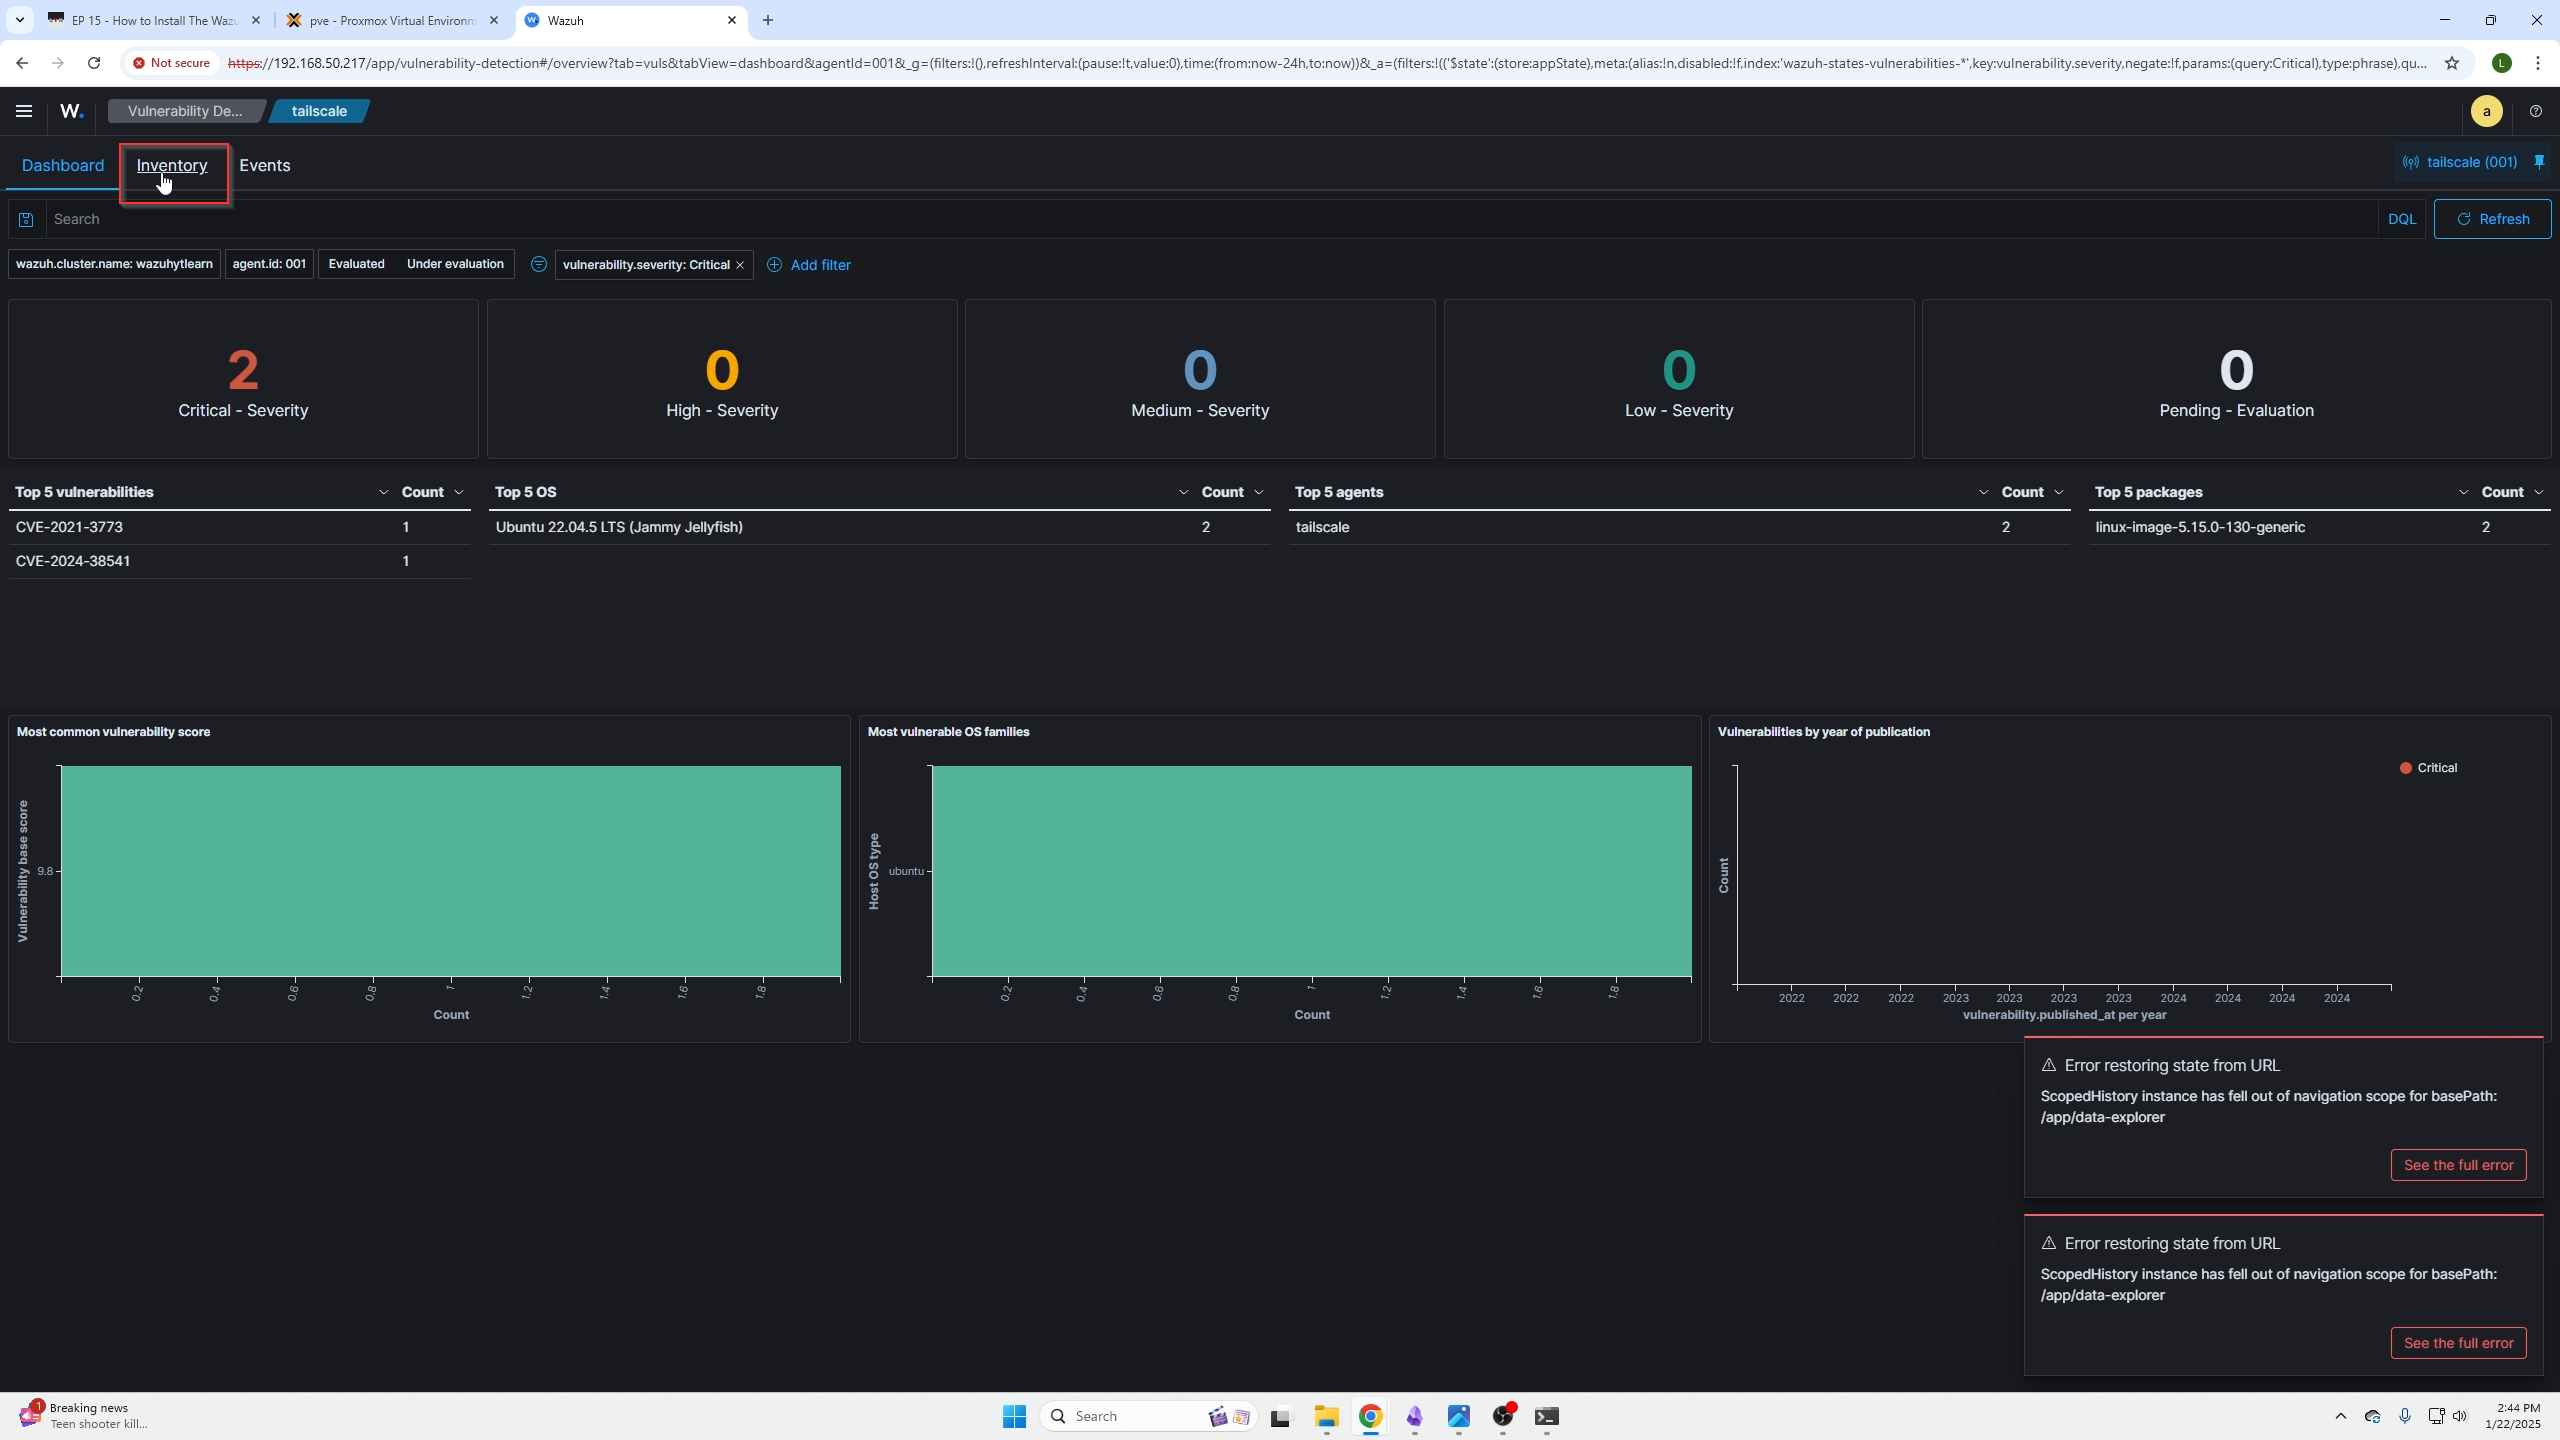 EP 15 - How to Install The Wazu
pve - Proxmox Virtual Environm
Wazuh
Not secure
https://192.168.50.217/app/vulnerability-detection#/overview?tab=vuls&tabView=dashboard&agentId=001&_g=(filters:!(),refreshInterval:(pause:!t,value:0),time:(from:now-24h,to:now))&_a=(filters:!(('$state':(store:appState),meta:(alias:!n,disabled:!f,index:'wazuh-states-vulnerabilities-*',key:vulnerability.severity,negate:!f,params:(query:Critical),type:phrase),qu...
L
W.
Vulnerability De...
tailscale
a
Dashboard
Inventory
Events
tailscale (001)
Search
DQL
Refresh
wazuh.cluster.name: wazuhytlearn
agent.id: 001
Evaluated
Under evaluation
vulnerability.severity: Critical
Add filter
2
Critical - Severity
0
High - Severity
0
Medium - Severity
0
Low - Severity
0
Pending - Evaluation
Top 5 vulnerabilities
Count
CVE-2021-3773
1
CVE-2024-38541
1
Top 5 OS
Count
Ubuntu 22.04.5 LTS (Jammy Jellyfish)
2
Top 5 agents
Count
tailscale
2
Top 5 packages
Count
linux-image-5.15.0-130-generic
2
Most common vulnerability score
Vulnerability base score
9.8
0.2
0.4
0.6
0.8
1
1.2
1.4
1.6
1.8
Count
Most vulnerable OS families
Host OS type
ubuntu
0.2
0.4
0.6
0.8
1
1.2
1.4
1.6
1.8
Count
Vulnerabilities by year of publication
Critical
Count
2022
2022
2022
2023
2023
2023
2023
2024
2024
2024
2024
vulnerability.published_at per year
Error restoring state from URL
ScopedHistory instance has fell out of navigation scope for basePath:
/app/data-explorer
See the full error
Error restoring state from URL
ScopedHistory instance has fell out of navigation scope for basePath:
/app/data-explorer
See the full error
1
Breaking news
Teen shooter kill...
Search
2:44 PM
1/22/2025